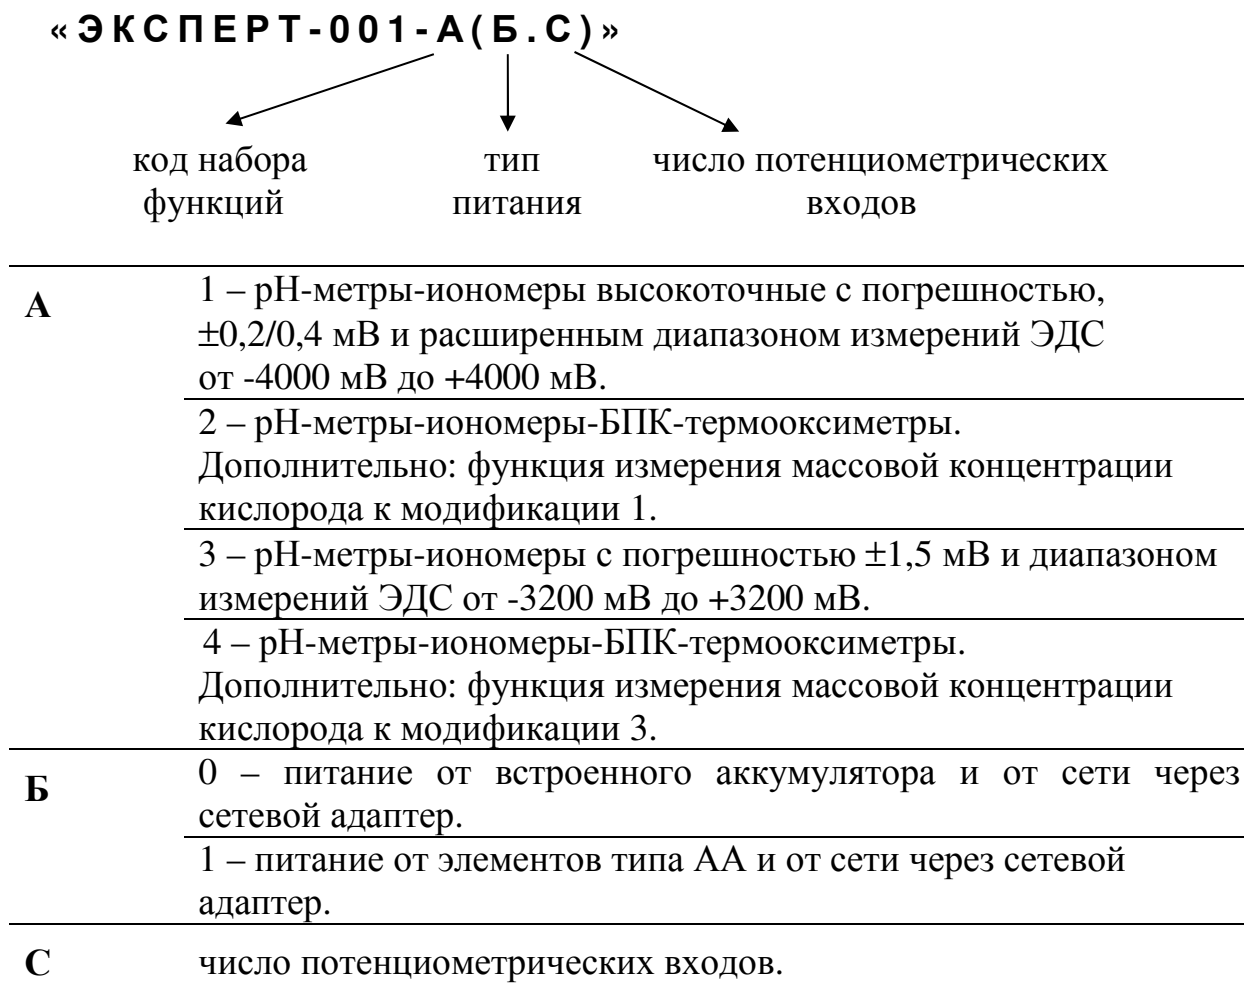 «ЭКСПЕРТ-001-А(Б.С)»
код набора тип число потенциометрических
функций питания входов
А 1 – pH-метры-иономеры высокоточные с погрешностью,
±0,2/0,4 мВ и расширенным диапазоном измерений ЭДС
от -4000 мВ до +4000 мВ.
2 – pH-метры-иономеры-БПК-термооксиметры.
Дополнительно: функция измерения массовой концентрации
кислорода к модификации 1.
3 – pH-метры-иономеры с погрешностью ±1,5 мВ и диапазоном
измерений ЭДС от -3200 мВ до +3200 мВ.
4 – pH-метры-иономеры-БПК-термооксиметры.
Дополнительно: функция измерения массовой концентрации
кислорода к модификации 3.
Б 0 – питание от встроенного аккумулятора и от сети через
сетевой адаптер.
1 – питание от элементов типа АА и от сети через сетевой
адаптер.
С число потенциометрических входов.